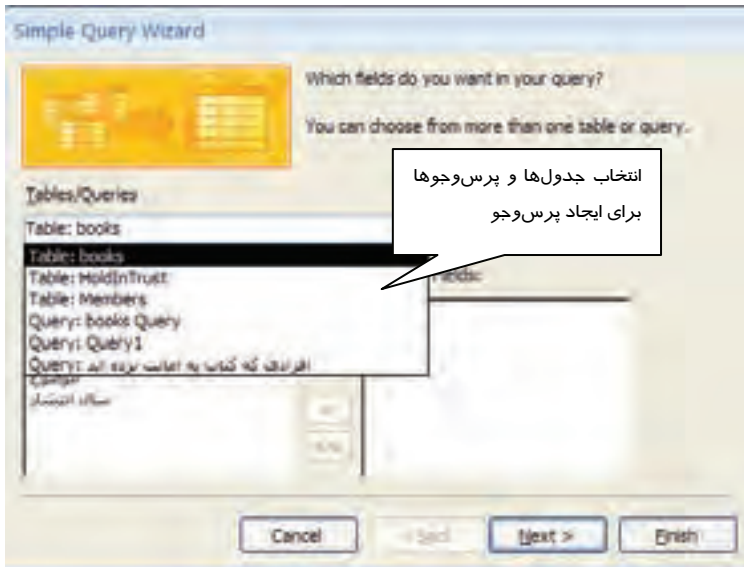 Simple Query Wizard
Which fields do you want in your query?
You can choose from more than one table or query.
انتخاب جدول‌ها و پرس‌وجوها
برای ایجاد پرس‌وجو
Tables/Queries
Table: books
Table: books
Table: HoldInTrust
Table: Members
Query: books Query
Query: Query1
Query: افرادی که کتاب به امانت برده اند
Fields:
سال انتشار
Cancel
< Back
Next >
Finish